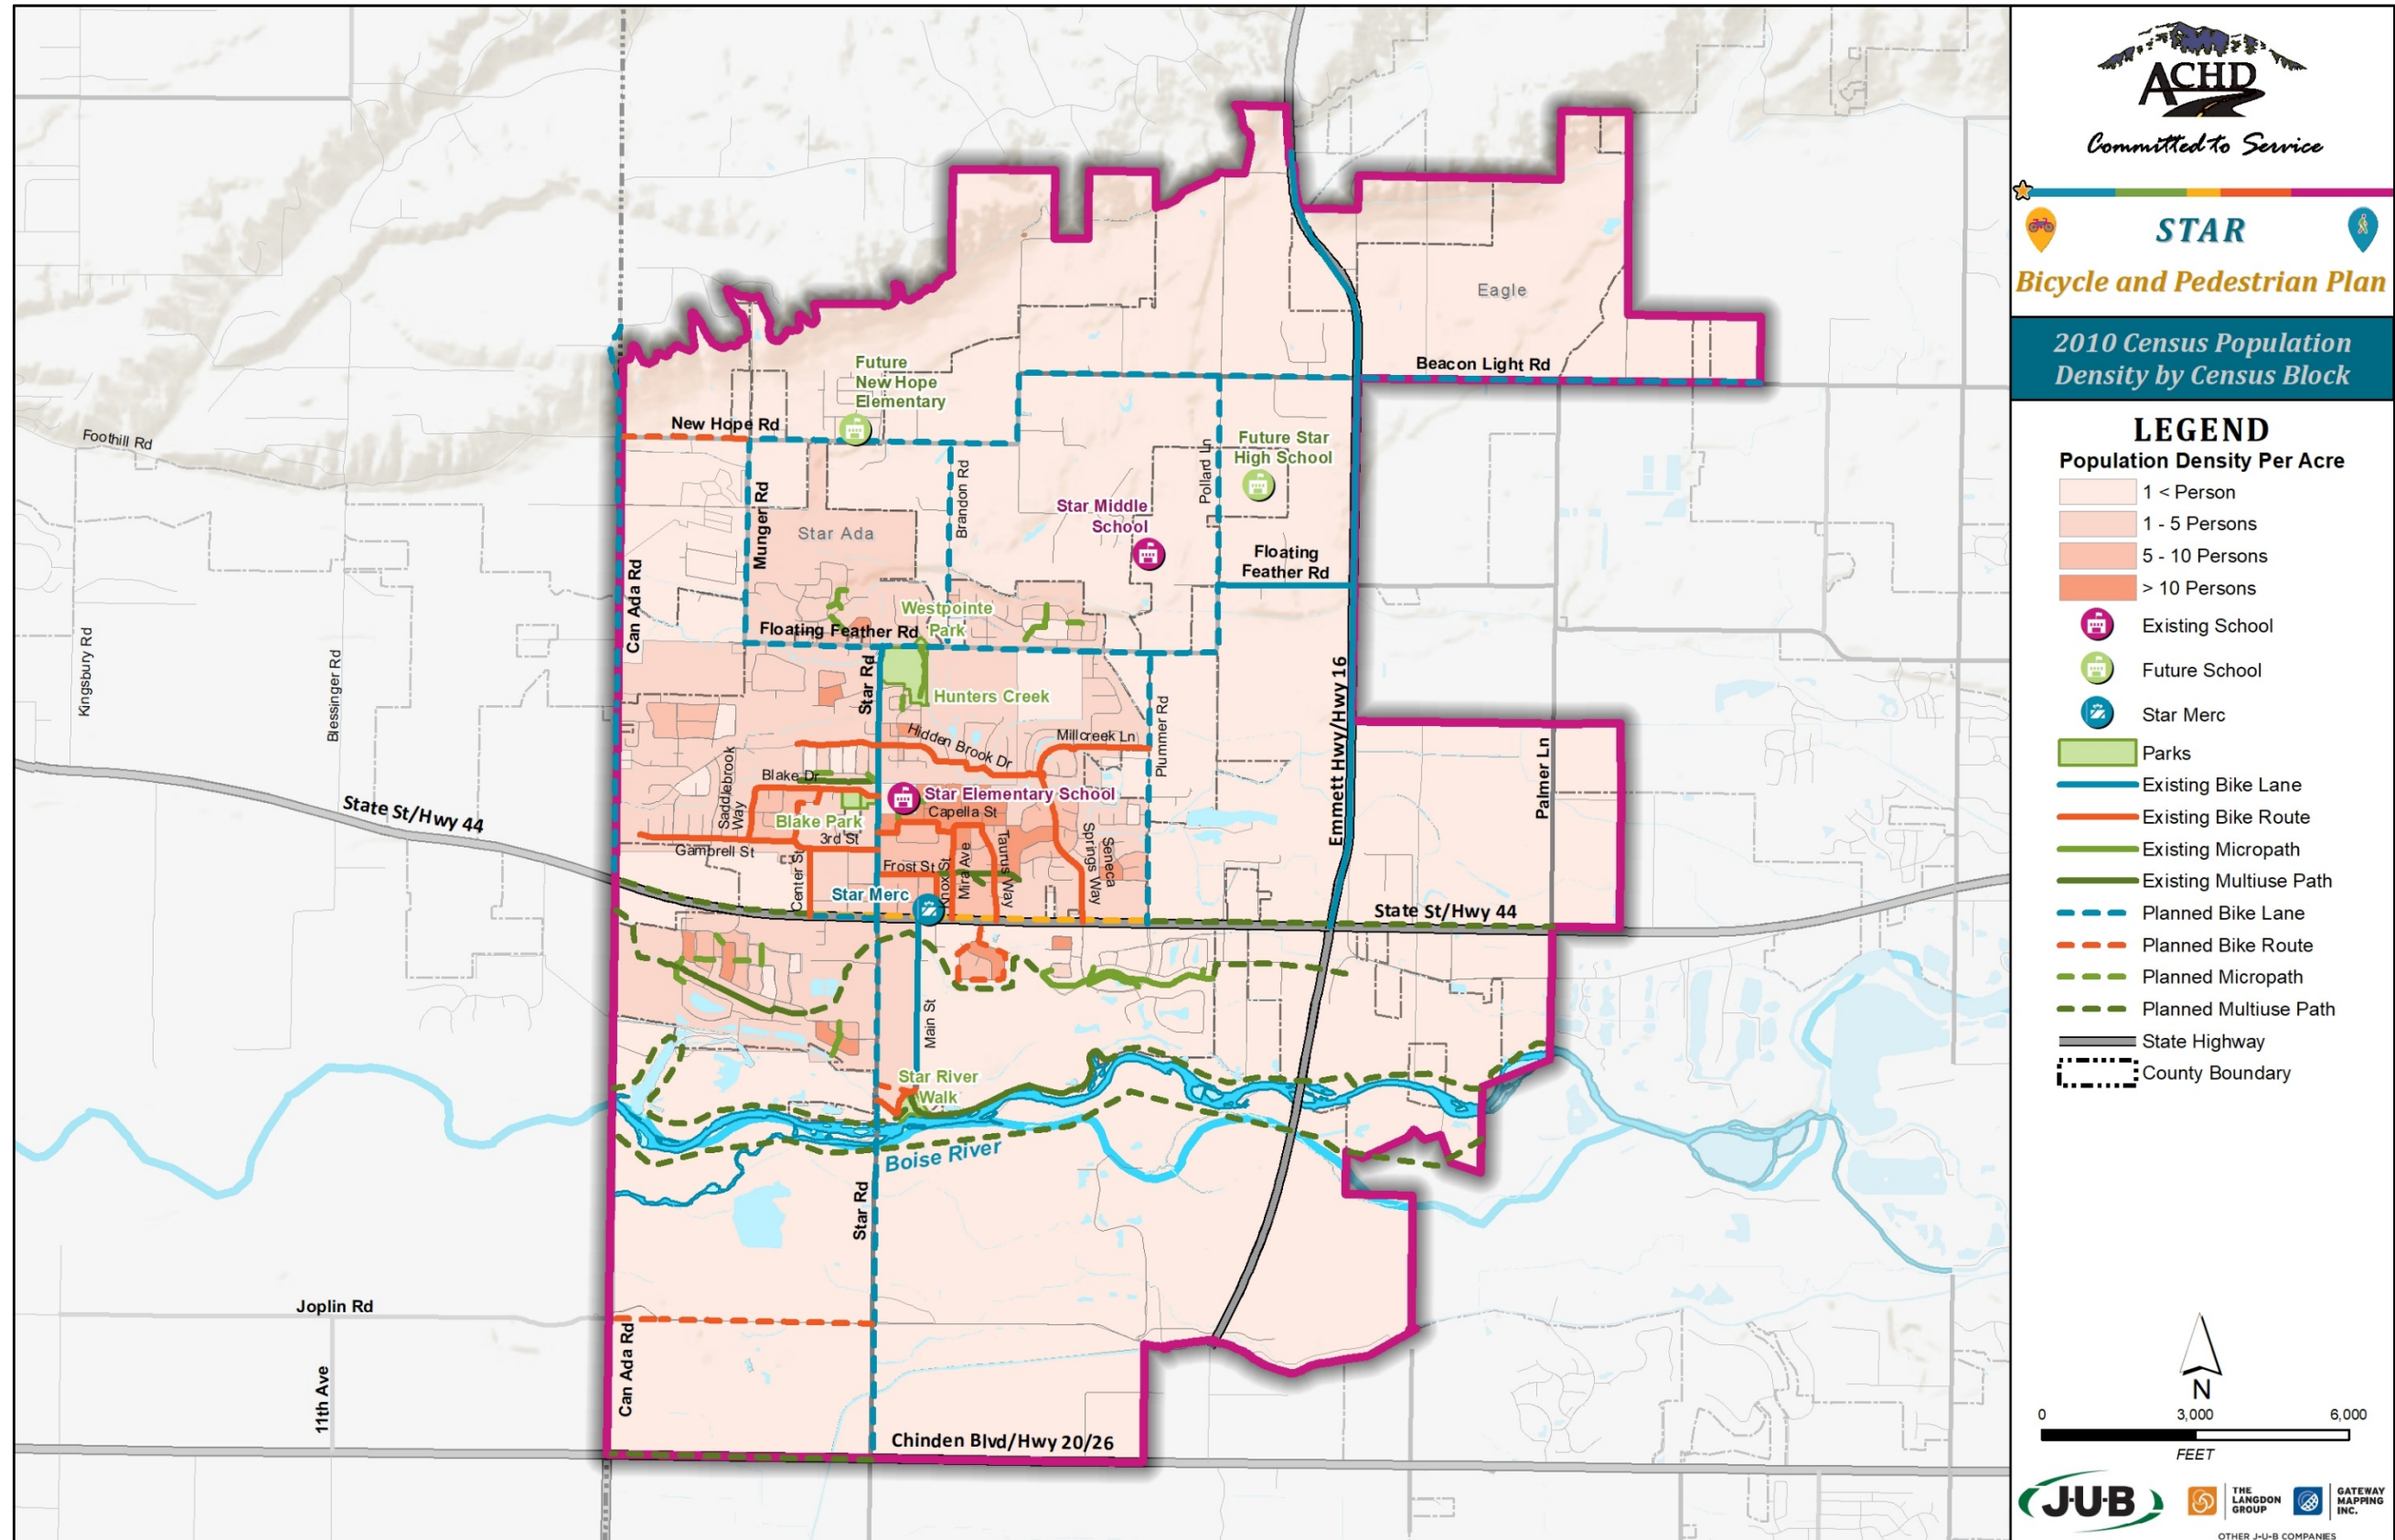 ACHD
Committed to Service
STAR
Bicycle and Pedestrian Plan
2010 Census Population
Density by Census Block
LEGEND
Population Density Per Acre
1 < Person
1 - 5 Persons
5 - 10 Persons
> 10 Persons
Existing School
Future School
Star Merc
Parks
Existing Bike Lane
Existing Bike Route
Existing Micropath
Existing Multiuse Path
Planned Bike Lane
Planned Bike Route
Planned Micropath
Planned Multiuse Path
State Highway
County Boundary
N
0 3,000 6,000
FEET
J·U·B
THE
LANGDON
GROUP
GATEWAY
MAPPING
INC.
OTHER J-U-B COMPANIES
Eagle
Beacon Light Rd
Future
New Hope
Elementary
New Hope Rd
Foothill Rd
Future Star
High School
Pollard Ln
Brandon Rd
Munger Rd
Star Middle
School
Star Ada
Floating
Feather Rd
Can Ada Rd
Kingsbury Rd
Blessinger Rd
Westpointe
Park
Floating Feather Rd
Star Rd
Hunters Creek
Emmett Hwy/Hwy 16
Plummer Rd
Palmer Ln
Hidden Brook Dr
Millcreek Ln
Saddlebrook
Way
Blake Dr
Star Elementary School
Capella St
Blake Park
3rd St
State St/Hwy 44
Gambrell St
Center St
Frost St
Knox St
Mira Ave
Taurus Way
Springs Way
Seneca
Star Merc
State St/Hwy 44
Main St
Star River
Walk
Boise River
Star Rd
Joplin Rd
11th Ave
Can Ada Rd
Chinden Blvd/Hwy 20/26